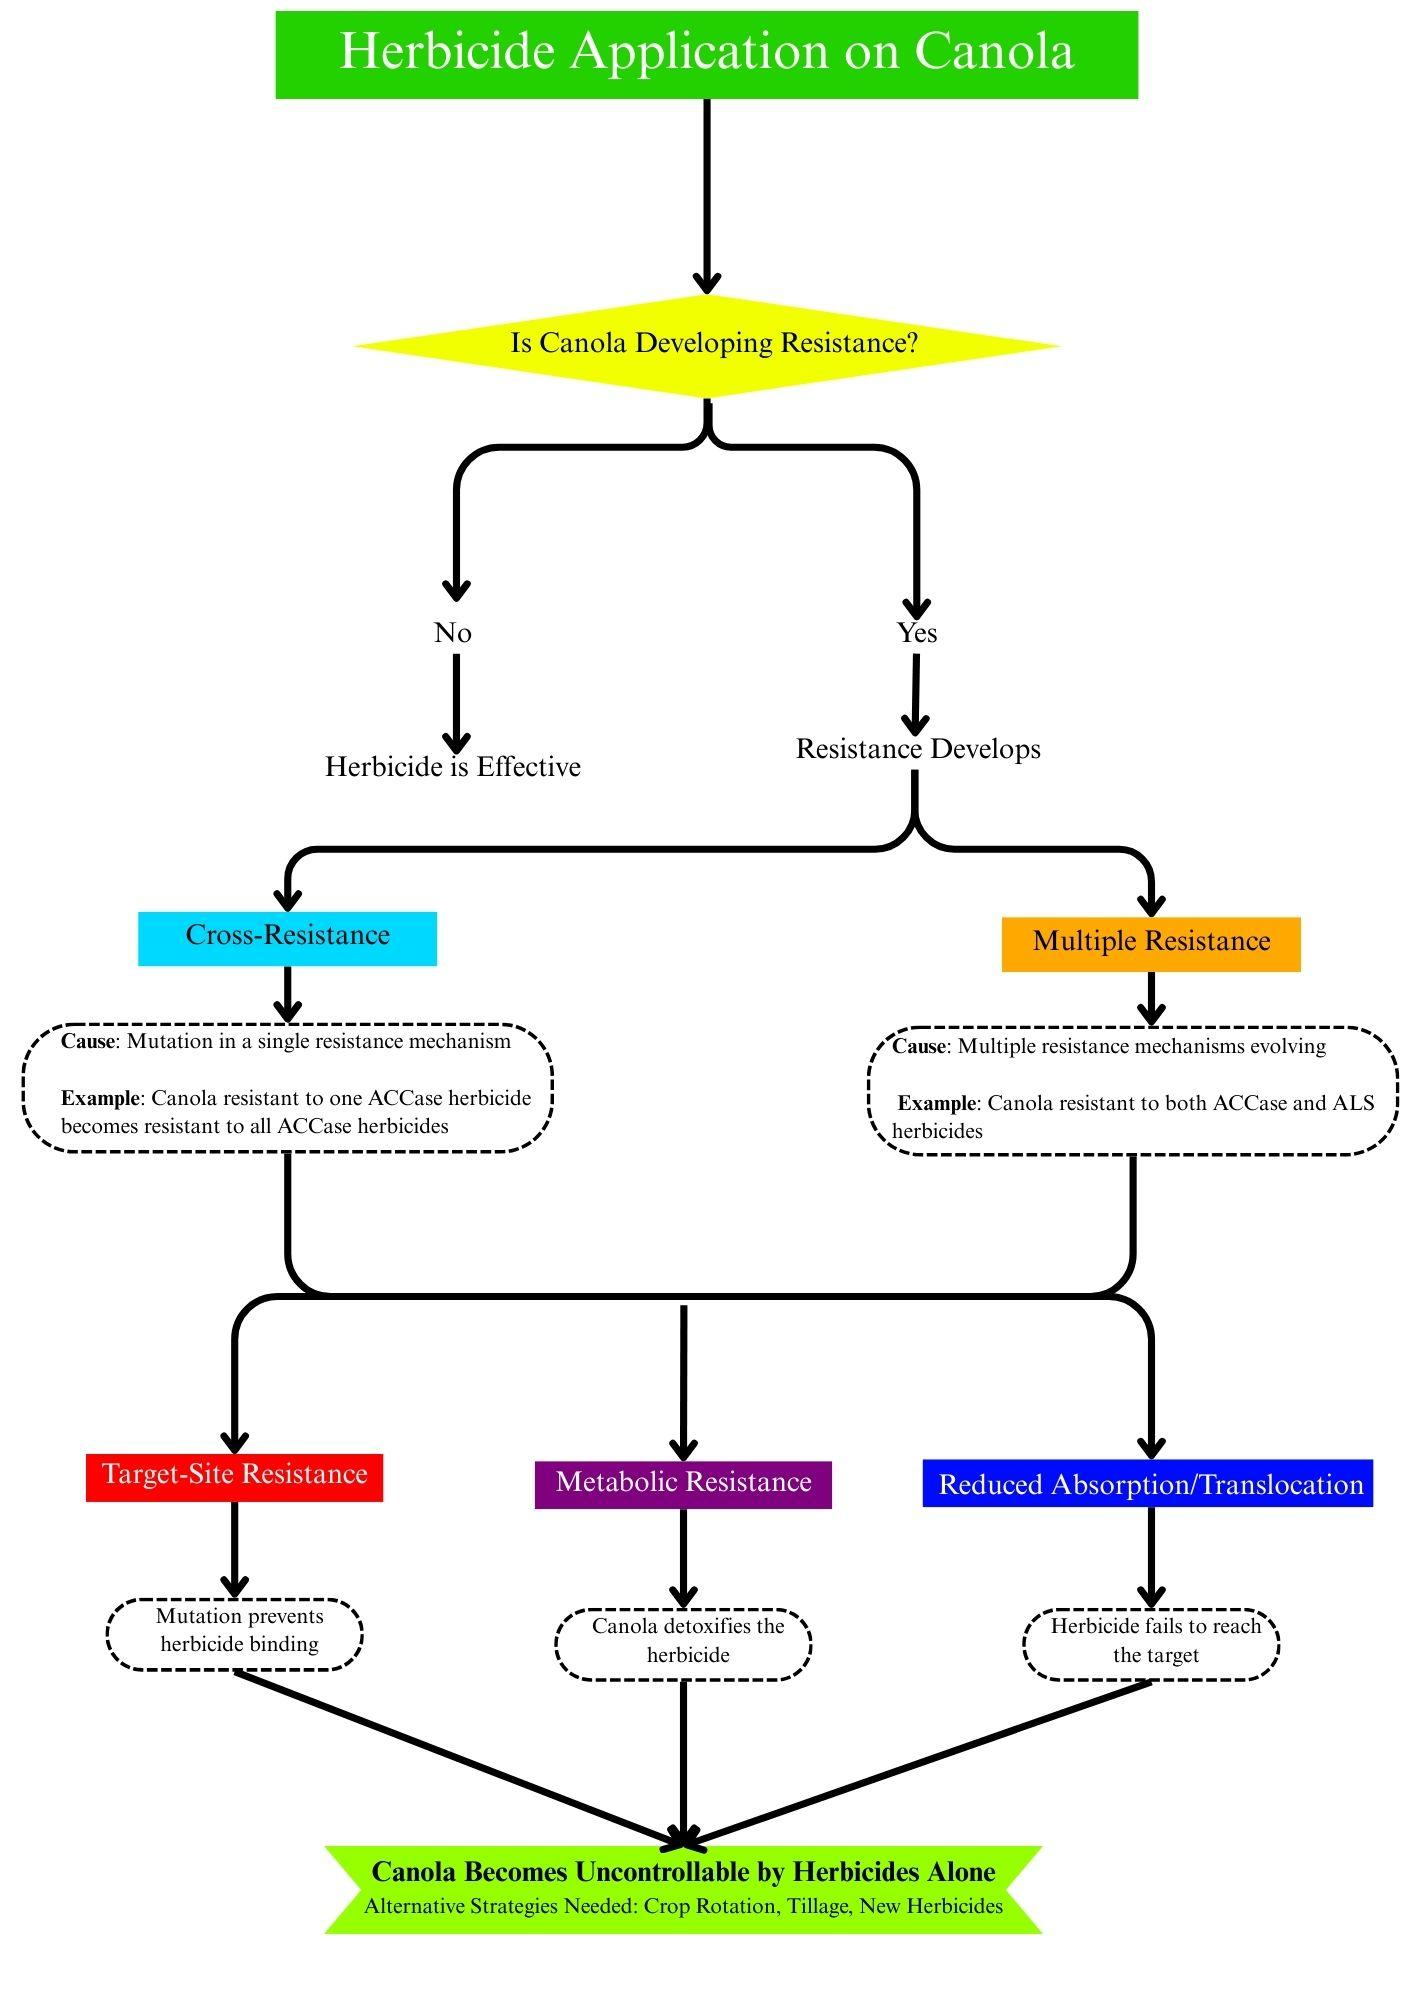 Herbicide Application on Canola
Is Canola Developing Resistance?
No
Yes
Herbicide is Effective
Resistance Develops
Cross-Resistance
Multiple Resistance
Cause: Mutation in a single resistance mechanism
Example: Canola resistant to one ACCase herbicide
becomes resistant to all ACCase herbicides
Cause: Multiple resistance mechanisms evolving
Example: Canola resistant to both ACCase and ALS
herbicides
Target-Site Resistance
Metabolic Resistance
Reduced Absorption/Translocation
Mutation prevents
herbicide binding
Canola detoxifies the
herbicide
Herbicide fails to reach
the target
Canola Becomes Uncontrollable by Herbicides Alone
Alternative Strategies Needed: Crop Rotation, Tillage, New Herbicides